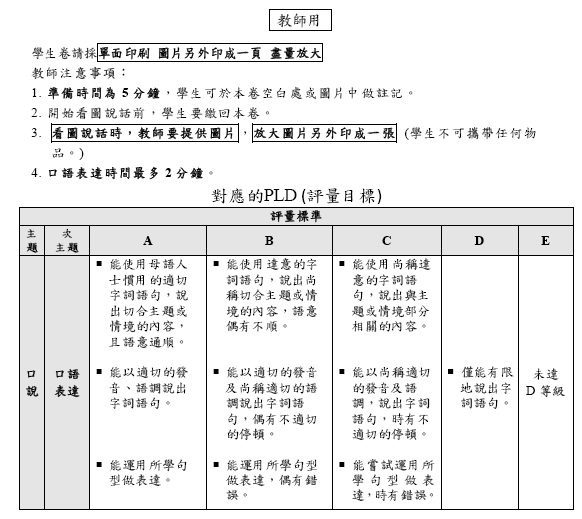 教師用
學生卷請採單面印刷 圖片另外印成一頁 盡量放大
教師注意事項：
1. 準備時間為 5 分鐘，學生可於本卷空白處或圖片中做註記。
2. 開始看圖說話前，學生要繳回本卷。
3. 看圖說話時，教師要提供圖片，放大圖片另外印成一張 (學生不可攜帶任何物
品。)
4. 口語表達時間最多 2 分鐘。
對應的PLD (評量目標)
評量標準
主題
次主題
A
B
C
D
E
口說
口語表達
▪ 能使用母語人
士慣用的適切
字詞語句，說
出切合主題或
情境的內容，
且語意通順。
▪ 能以適切的發
音、語調說出
字詞語句。
▪ 能運用所學句
型做表達。
▪ 能使用達意的字
詞語句，說出尚
稱切合主題或情
境的內容，語意
偶有不順。
▪ 能以適切的發音
及尚稱適切的語
調說出字詞語
句，偶有不適切
的停頓。
▪ 能運用所學句型
做表達，偶有錯
誤。
▪ 能使用尚稱達
意的字詞語
句，說出與主
題或情境部分
相關的內容。
▪ 能以尚稱適切
的發音及語
調，說出字詞
語句，時有不
適切的停頓。
▪ 能嘗試運用所
學句型做表
達，時有錯誤。
▪ 僅能有限
地說出字
詞語句。
未達
D 等級